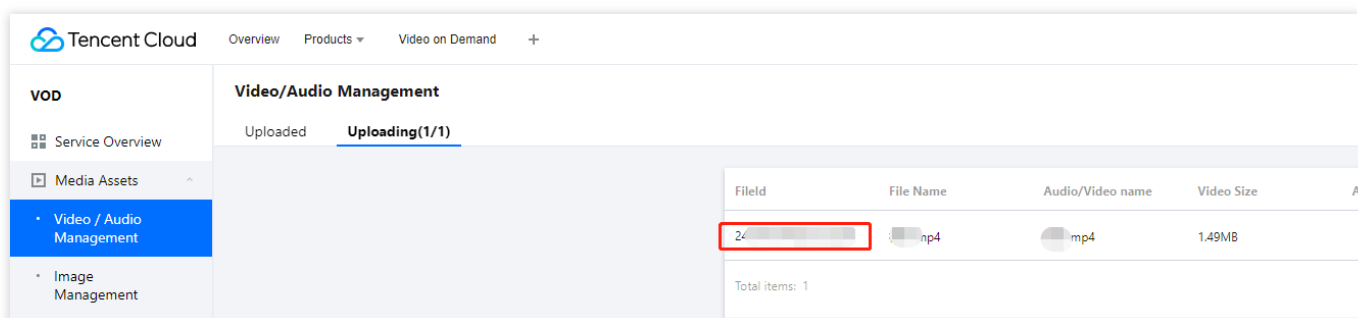 Tencent Cloud Overview Products Video on Demand +
VOD
Video/Audio Management
Uploaded Uploading(1/1)
Service Overview
Media Assets
FileId File Name Audio/Video name Video Size A
Video / Audio
Management
24 np4 mp4 1.49MB
Image
Management
Total items: 1